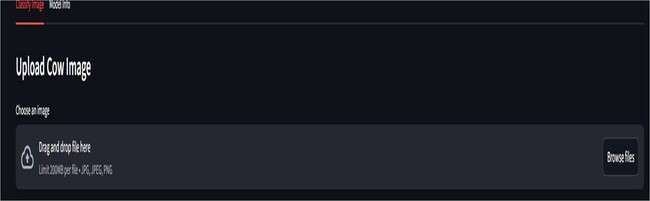 Classify Image Model Info
Upload Cow Image
Choose an image
Drag and drop file here
Limit 200MB per file • JPG, JPEG, PNG
Browse files